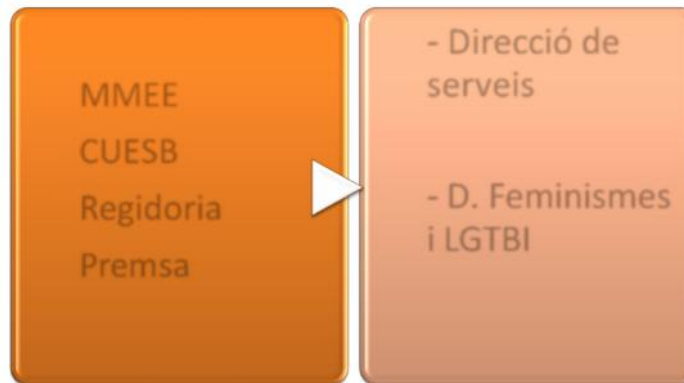 MMEE
CUESB
Regidoria
Premsa
- Direcció de
serveis
- D. Feminismes
i LGTBI